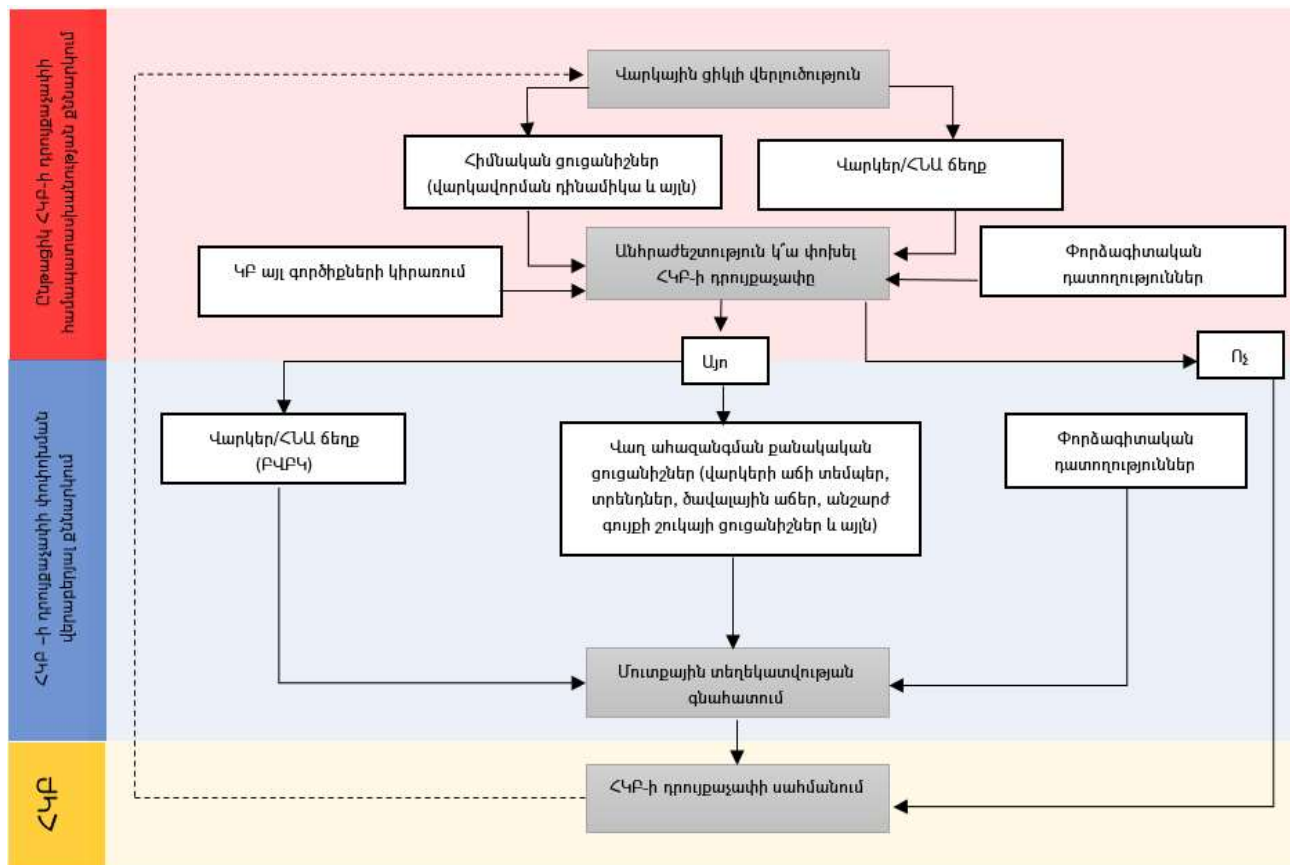 Ընթացիկ ՀԿԲ-ի դրույքաչափի
համապատասխանության քննարկում
Վարկային ցիկլի վերլուծություն
Հիմնական ցուցանիշներ
(վարկավորման դինամիկա և այլն)
Վարկեր/ՀՆԱ ճեղք
ԿԲ այլ գործիքների կիրառում
Անհրաժեշտություն կ՞ա փոխել
ՀԿԲ-ի դրույքաչափը
Փորձագիտական
դատողություններ
Այո
Ոչ
ՀԿԲ –ի դրույքաչափի փոփոխման
վերաբերյալ քննարկում
Վարկեր/ՀՆԱ ճեղք
(ԲՎԲԿ)
Վաղ ահազանգման քանակական
ցուցանիշներ (վարկերի աճի տեմպեր,
տրենդներ, ծավալային աճեր, անշարժ
գույքի շուկայի ցուցանիշներ և այլն)
Փորձագիտական
դատողություններ
Մուտքային տեղեկատվության
գնահատում
ՀԿԲ
ՀԿԲ-ի դրույքաչափի սահմանում